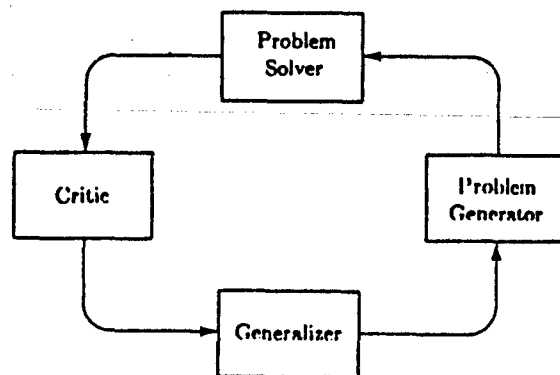 Problem
Solver
Critic
Problem
Generator
Generalizer